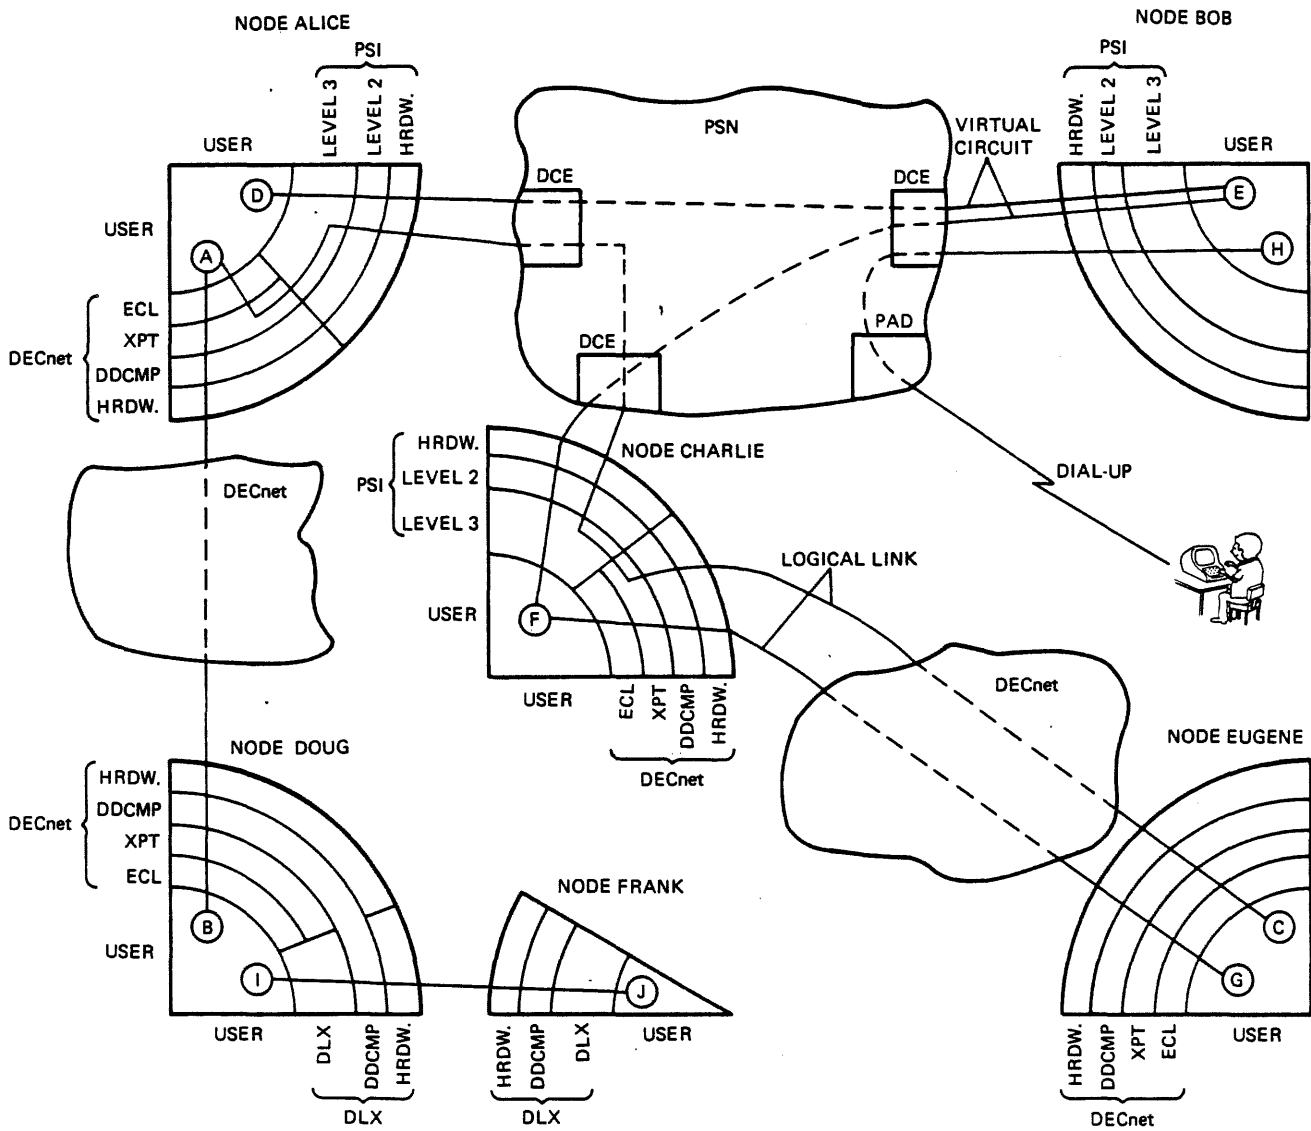 NODE ALICE
PSI
LEVEL 3
LEVEL 2
HRDW.
USER
USER
D
A
ECL
XPT
DDCMP
HRDW.
DECnet
PSN
DCE
DCE
DCE
PAD
VIRTUAL
CIRCUIT
NODE BOB
PSI
HRDW.
LEVEL 2
LEVEL 3
USER
E
H
DECnet
NODE CHARLIE
PSI
HRDW.
LEVEL 2
LEVEL 3
USER
F
USER
ECL
XPT
DDCMP
HRDW.
DECnet
LOGICAL LINK
DIAL-UP
DECnet
NODE DOUG
DECnet
HRDW.
DDCMP
XPT
ECL
USER
B
I
USER
DLX
DDCMP
HRDW.
DLX
NODE FRANK
J
HRDW.
DDCMP
DLX
USER
DLX
NODE EUGENE
C
G
HRDW.
DDCMP
XPT
ECL
USER
DECnet